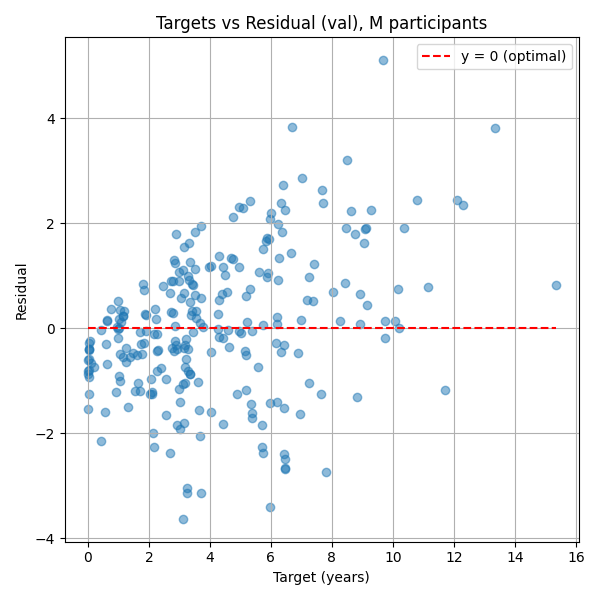 Targets vs Residual (val), M participants
y = 0 (optimal)
4
2
0
−2
−4
Residual
0 2 4 6 8 10 12 14 16
Target (years)